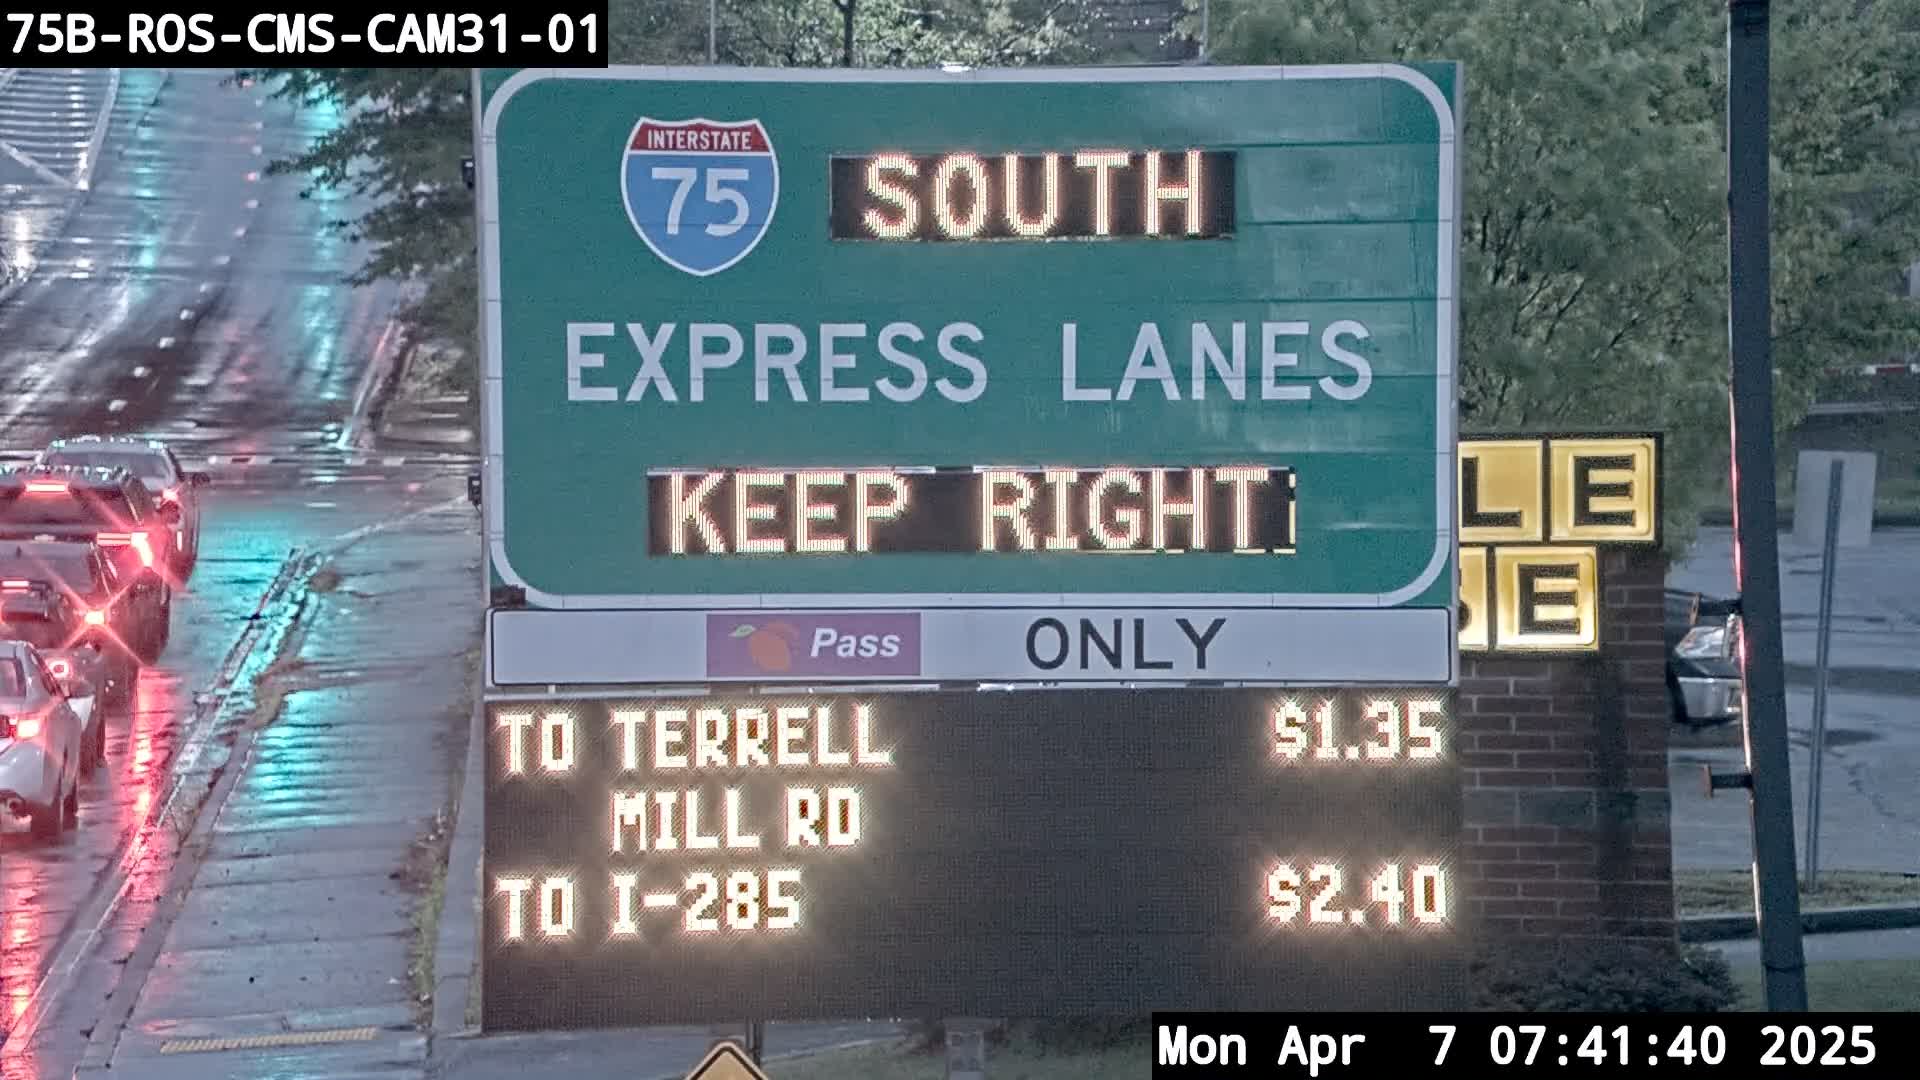 75B-ROS-CMS-CAM31-01
INTERSTATE
75
SOUTH
EXPRESS LANES
KEEP RIGHT
Pass ONLY
TO TERRELL $1.35
MILL RD
TO I-285 $2.40
LE
E
Mon Apr 7 07:41:40 2025